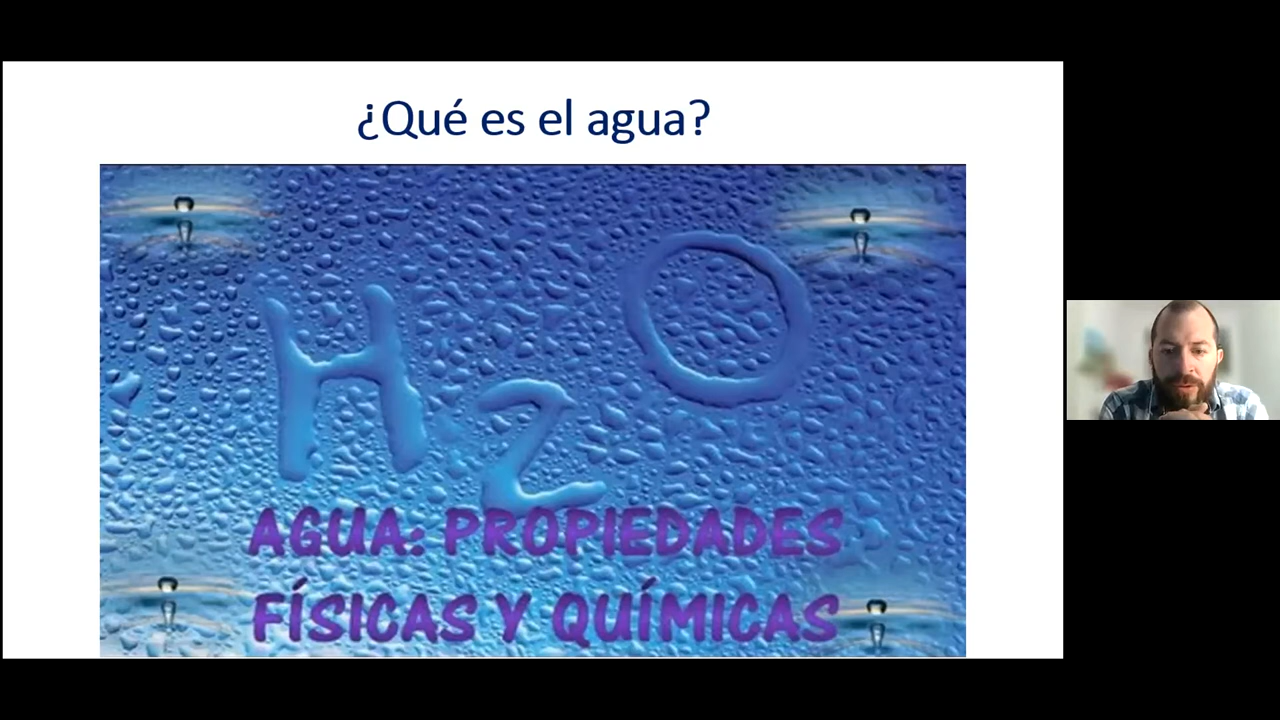 ¿Qué es el agua?
H2O
AGUA: PROPIEDADES
FÍSICAS Y QUÍMICAS